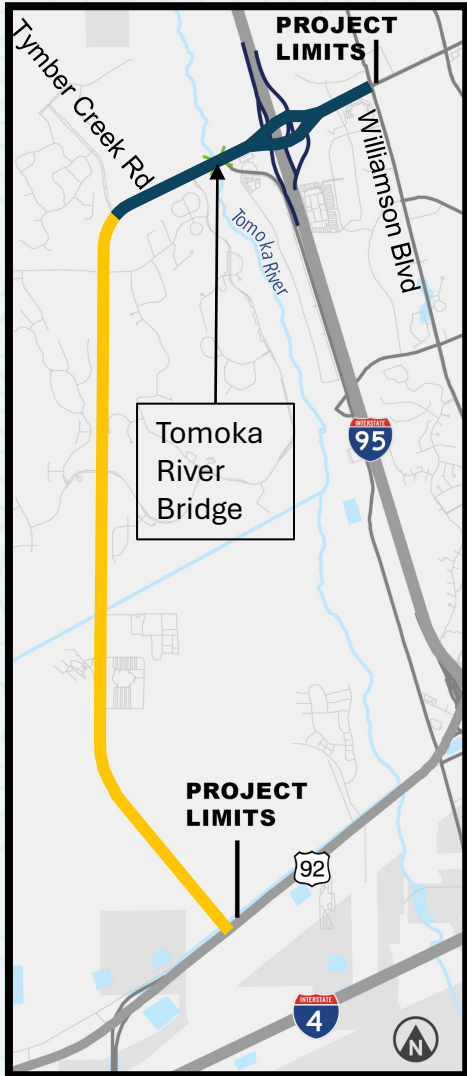 PROJECT
LIMITS
Tymber Creek Rd
Williamson Blvd
Tomoka River
Tomoka
River
Bridge
INTERSTATE
95
PROJECT
LIMITS
92
INTERSTATE
4
N